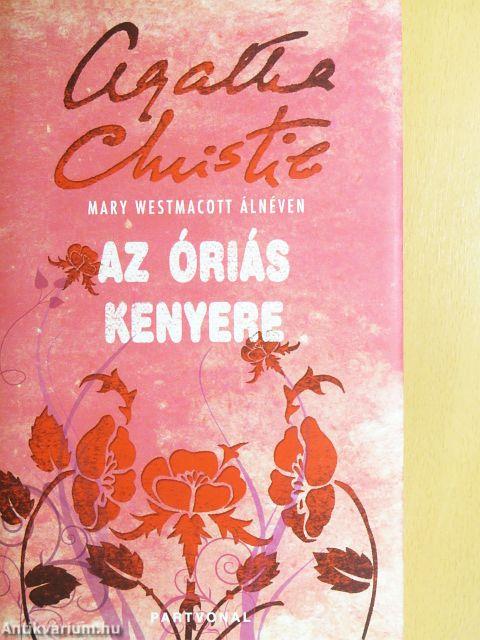 Agatha
Christie
MARY WESTMACOTT ÁLNÉVEN
AZ ÓRIÁS
KENYERE
PARTVONAL
Antikvarium.hu